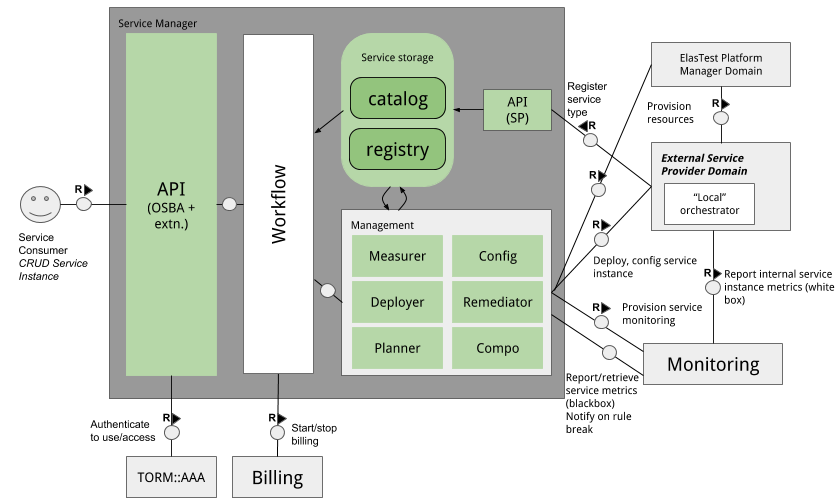 Service Manager
API
(OSBA +
extn.)
Workflow
Service storage
catalog
registry
API
(SP)
Register
service
type
R
ElasTest Platform
Manager Domain
Provision
resources
R
External Service
Provider Domain
“Local”
orchestrator
R
R
Service
Consumer
CRUD Service
Instance
Management
Measurer
Config
Deployer
Remediator
Planner
Compo
R
Deploy, config service
instance
R
Report internal service
instance metrics (white
box)
R
Provision service
monitoring
Monitoring
Report/retrieve
service metrics
(blackbox)
Notify on rule
break
Authenticate
to use/access
R
R
Start/stop
billing
TORM::AAA
Billing